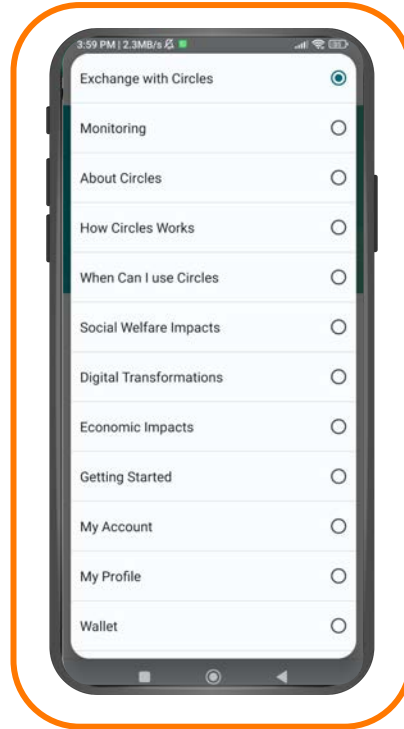 3:59 PM | 2.3MB/s
Exchange with Circles
Monitoring
About Circles
How Circles Works
When Can I use Circles
Social Welfare Impacts
Digital Transformations
Economic Impacts
Getting Started
My Account
My Profile
Wallet